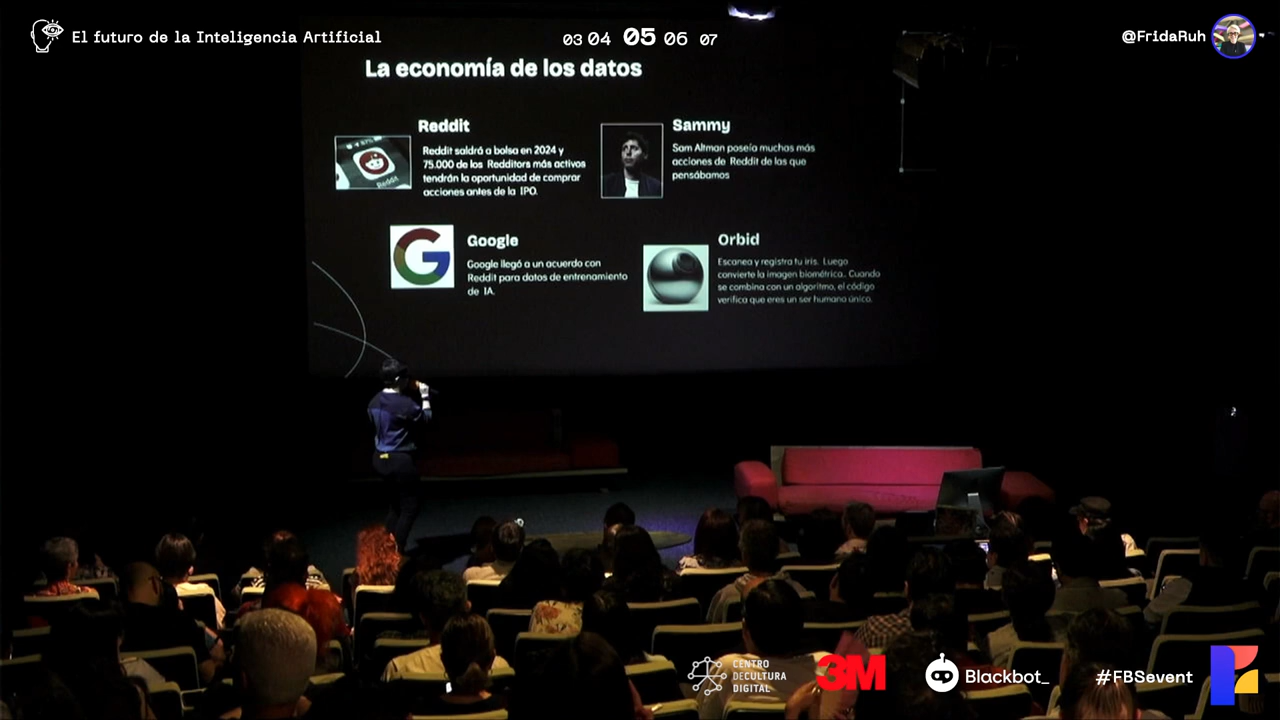 El futuro de la Inteligencia Artificial
03 04 05 06 07
@FridaRuh
La economía de los datos
Reddit
Reddit saldrá a bolsa en 2024 y
75.000 de los Redditors más activos
tendrán la oportunidad de comprar
acciones antes de la IPO.
Sammy
Sam Altman poseía muchas más
acciones de Reddit de las que
pensábamos
Google
Google llegó a un acuerdo con
Reddit para datos de entrenamiento
de IA.
Orbid
Escanea y registra tu iris. Luego
convierte la imagen biométrica.. Cuando
se combina con un algoritmo, el código
verifica que eres un ser humano único.
Reddit
CENTRO
DECULTURA
DIGITAL
3M
Blackbot_
#FBSevent